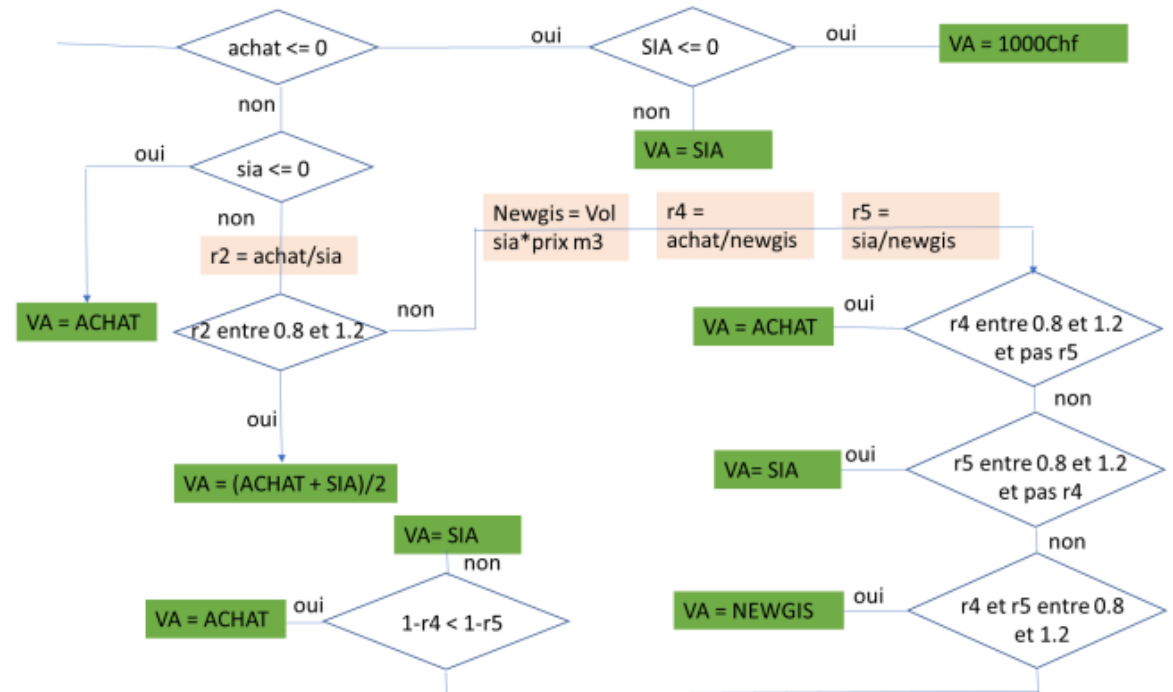 achat <= 0
oui
SIA <= 0
oui
VA = 1000Chf
non
non
VA = SIA
oui
sia <= 0
non
r2 = achat/sia
Newgis = Vol
sia*prix m3
r4 =
achat/newgis
r5 =
sia/newgis
VA = ACHAT
r2 entre 0.8 et 1.2
non
VA = ACHAT
oui
r4 entre 0.8 et 1.2
et pas r5
non
oui
VA = (ACHAT + SIA)/2
VA= SIA
oui
r5 entre 0.8 et 1.2
et pas r4
non
VA= SIA
non
VA = ACHAT
oui
1-r4 < 1-r5
VA = NEWGIS
oui
r4 et r5 entre 0.8
et 1.2